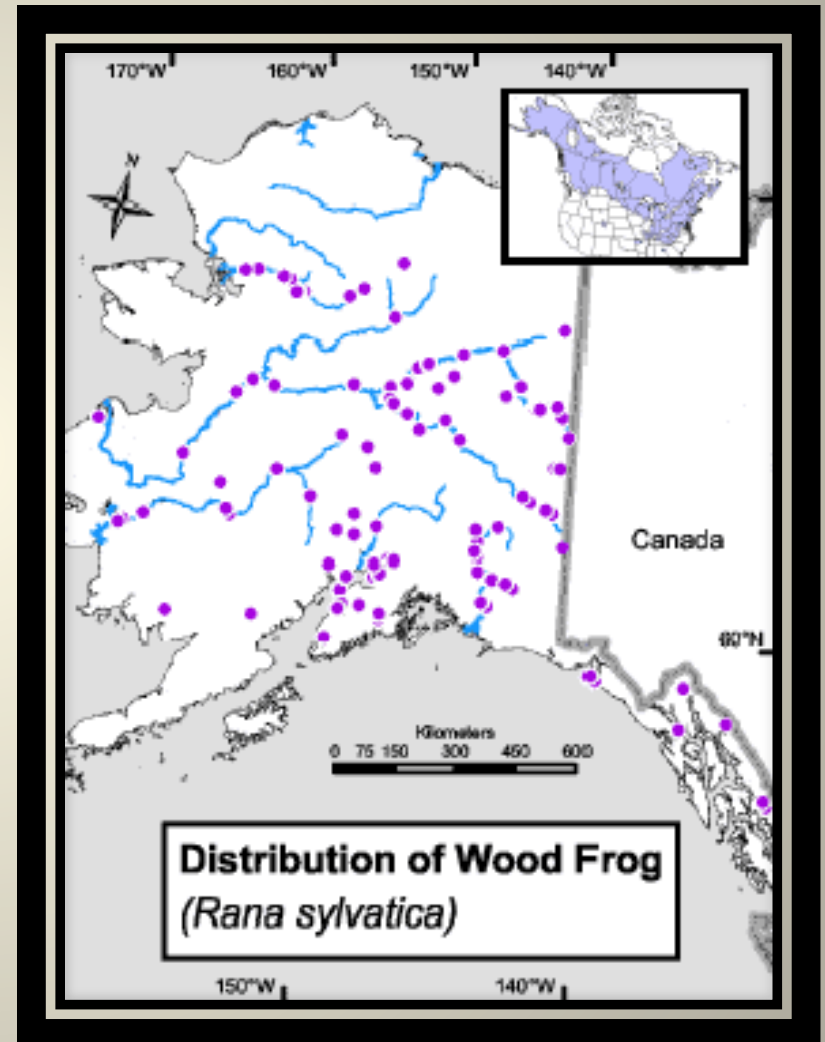 170°W 160°W 150°W 140°W
N
Canada
60°N
Kilometers
0 75 150 300 450 600
Distribution of Wood Frog
(Rana sylvatica)
150°W 140°W